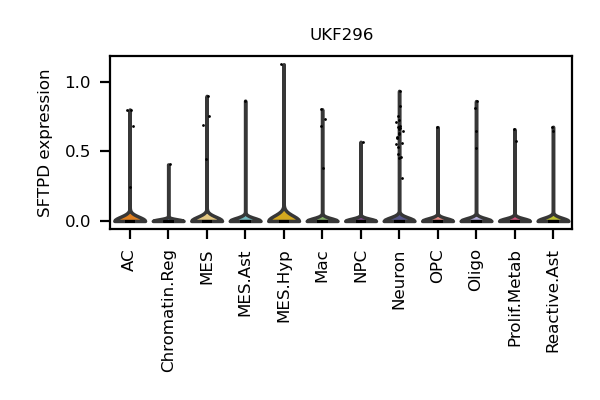 UKF296
SFTPD expression
1.0
0.5
0.0
AC
Chromatin.Reg
MES
MES.Ast
MES.Hyp
Mac
NPC
Neuron
OPC
Oligo
Prolif.Metab
Reactive.Ast